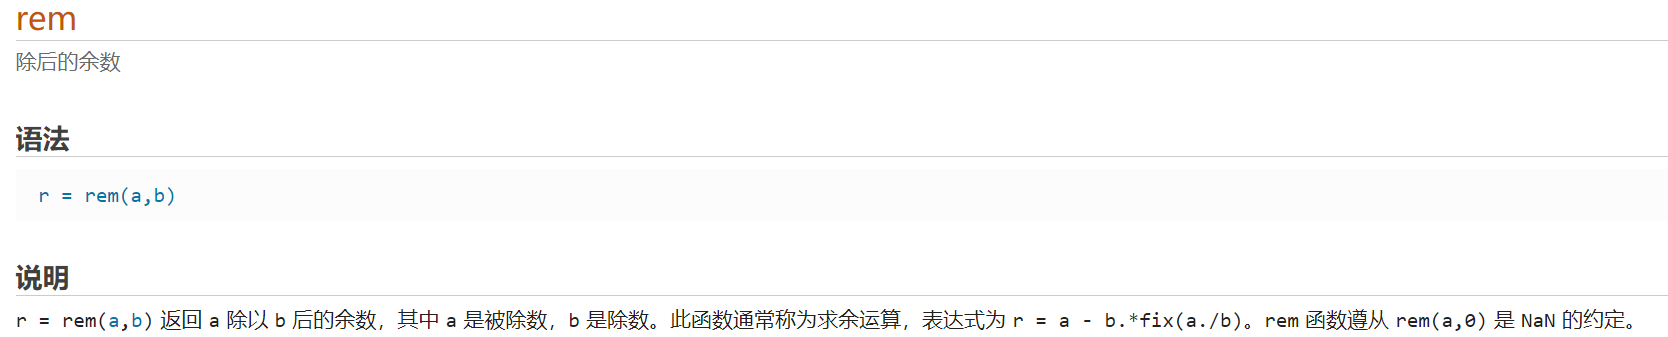 rem
除后的余数
语法
r = rem(a,b)
说明
r = rem(a,b) 返回 a 除以 b 后的余数，其中 a 是被除数，b 是除数。此函数通常称为求余运算，表达式为 r = a - b.*fix(a./b)。rem 函数遵从 rem(a,0) 是 NaN 的约定。